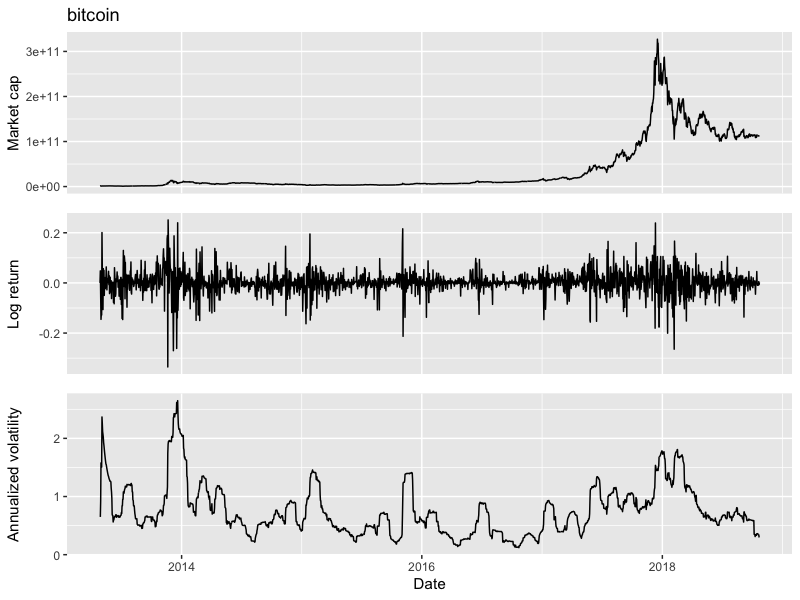 bitcoin
Market cap
3e+11
2e+11
1e+11
0e+00
Log return
0.2
0.0
-0.2
Annualized volatility
2
1
0
2014
2016
2018
Date